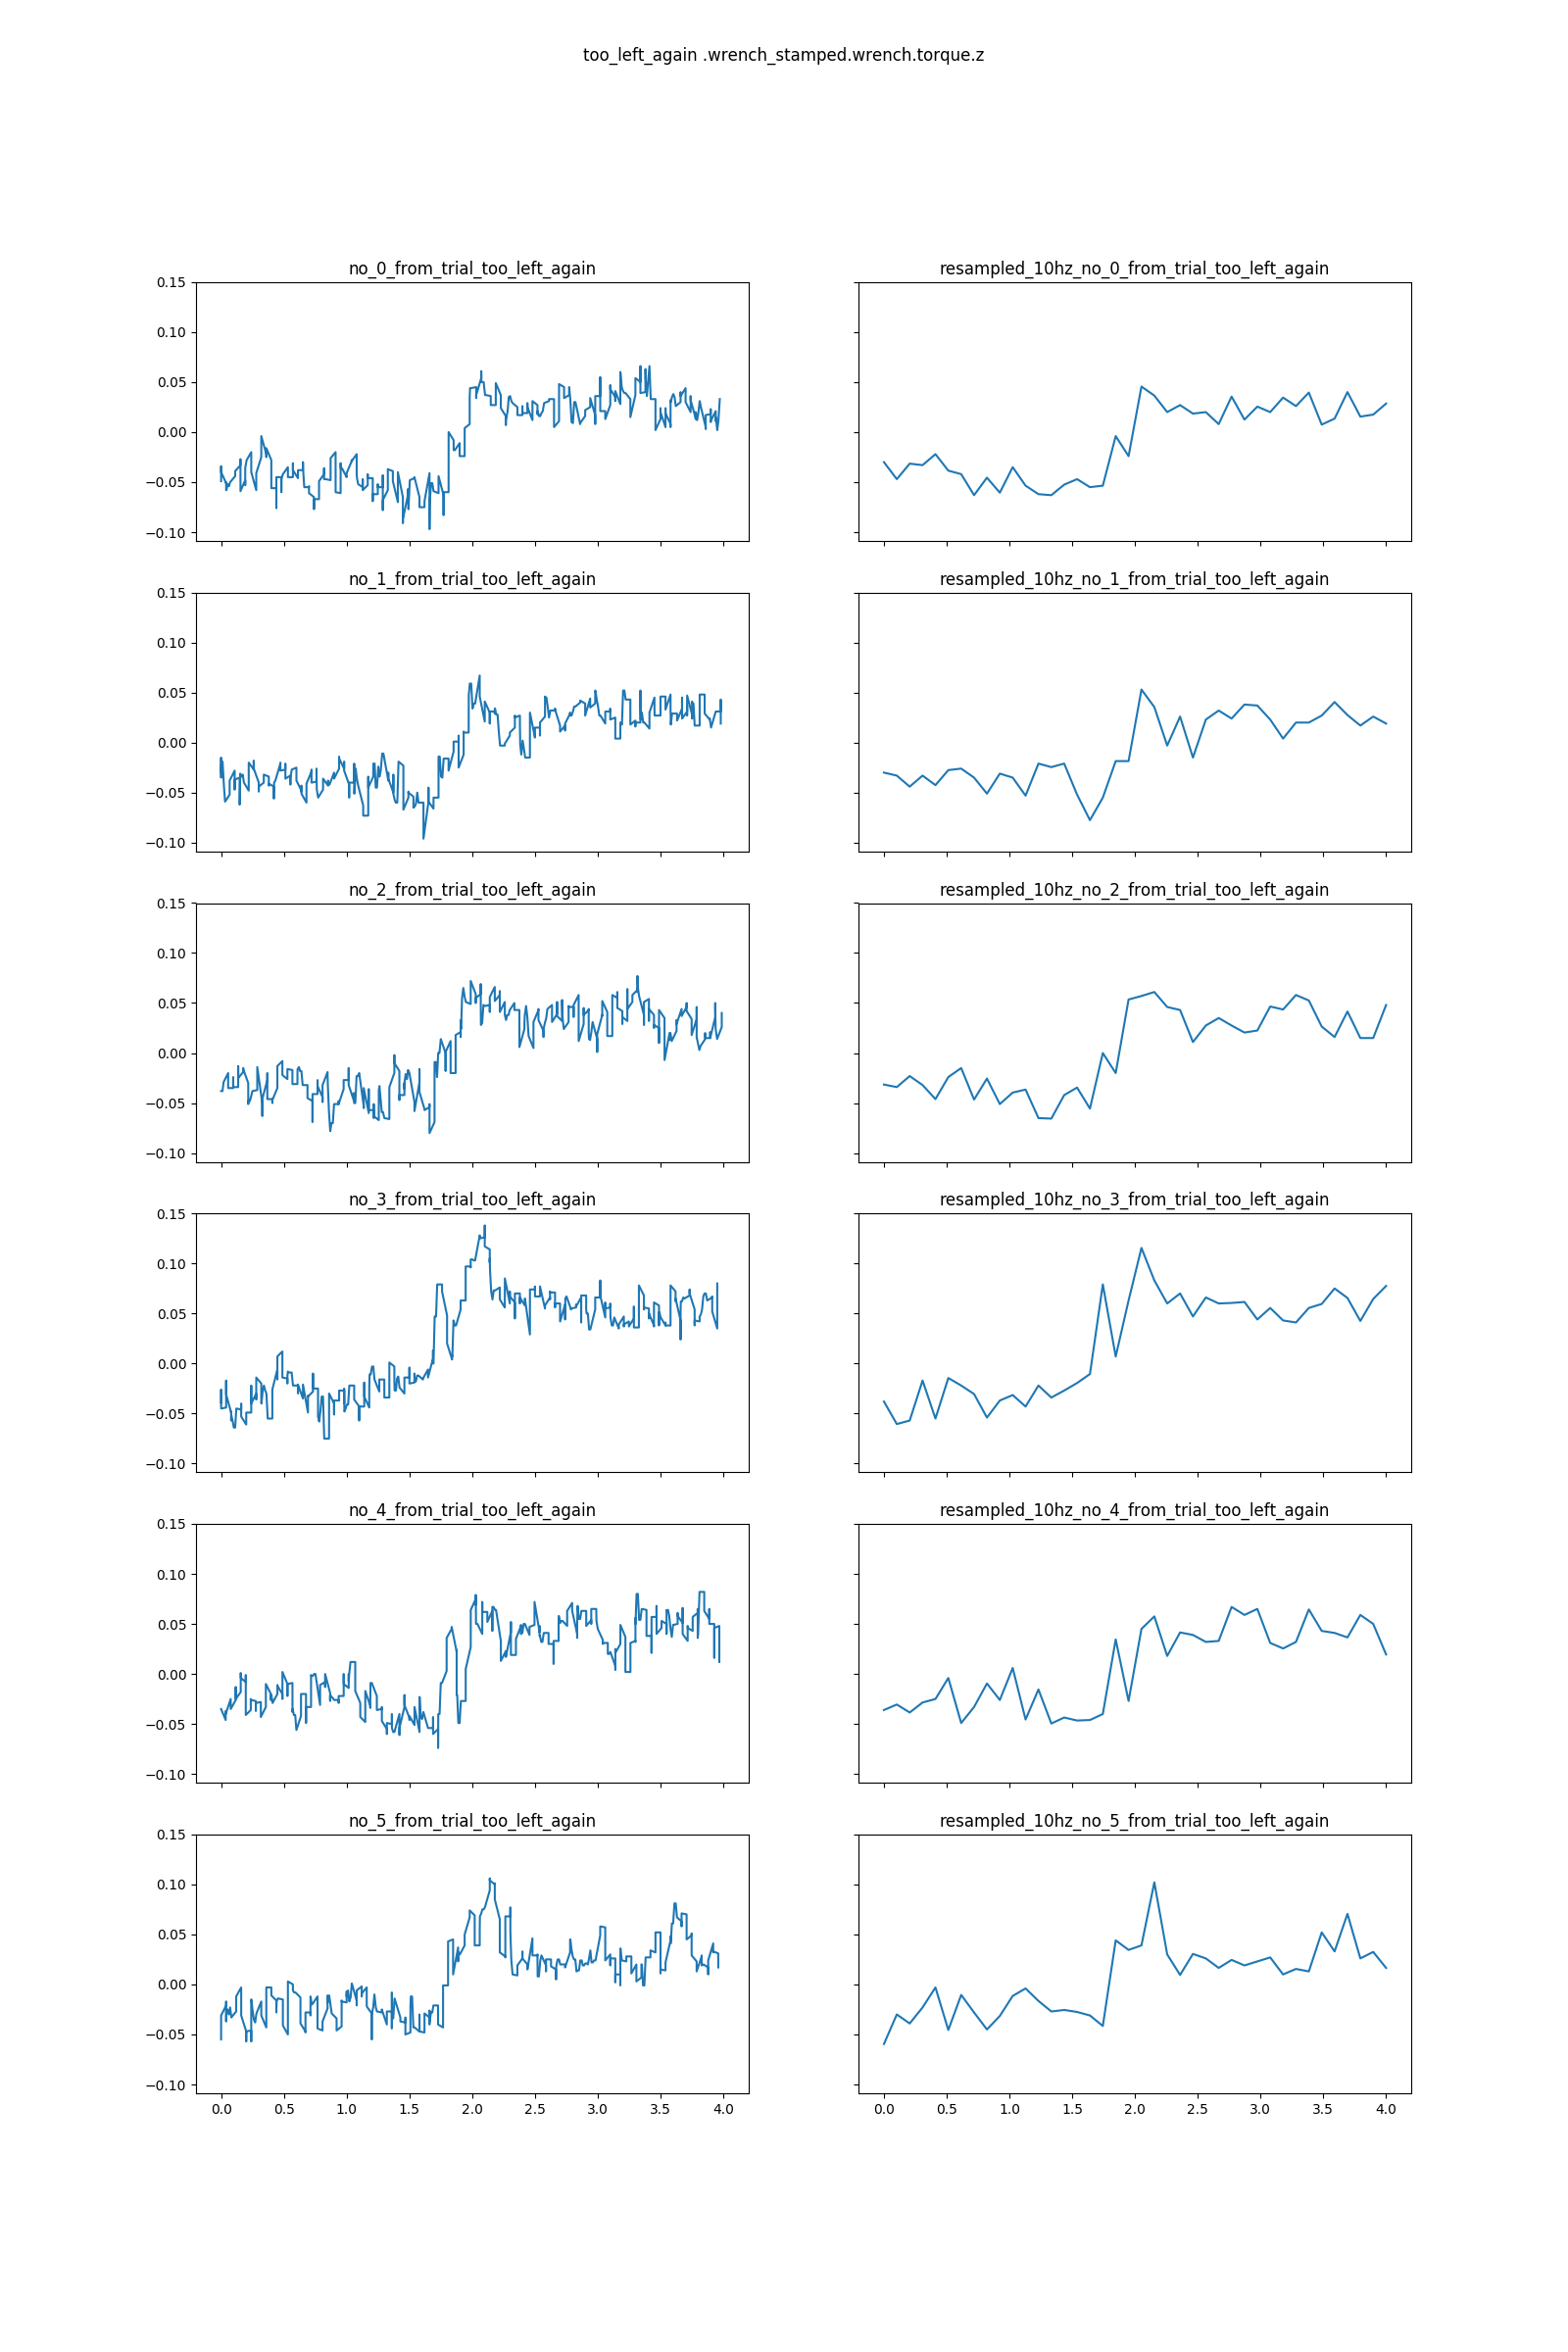 too_left_again .wrench_stamped.wrench.torque.z
no_0_from_trial_too_left_again
resampled_10hz_no_0_from_trial_too_left_again
0.15
0.10
0.05
0.00
−0.05
−0.10
no_1_from_trial_too_left_again
resampled_10hz_no_1_from_trial_too_left_again
0.15
0.10
0.05
0.00
−0.05
−0.10
no_2_from_trial_too_left_again
resampled_10hz_no_2_from_trial_too_left_again
0.15
0.10
0.05
0.00
−0.05
−0.10
no_3_from_trial_too_left_again
resampled_10hz_no_3_from_trial_too_left_again
0.15
0.10
0.05
0.00
−0.05
−0.10
no_4_from_trial_too_left_again
resampled_10hz_no_4_from_trial_too_left_again
0.15
0.10
0.05
0.00
−0.05
−0.10
no_5_from_trial_too_left_again
resampled_10hz_no_5_from_trial_too_left_again
0.15
0.10
0.05
0.00
−0.05
−0.10
0.0 0.5 1.0 1.5 2.0 2.5 3.0 3.5 4.0
0.0 0.5 1.0 1.5 2.0 2.5 3.0 3.5 4.0